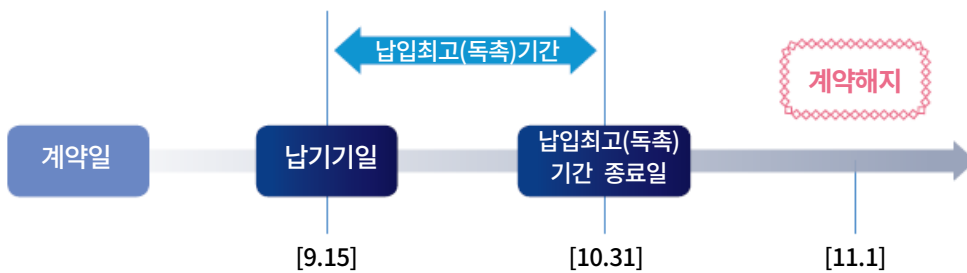 납입최고(독촉)기간
계약해지
계약일
납기기일
납입최고(독촉)
기간 종료일
[9.15]
[10.31]
[11.1]